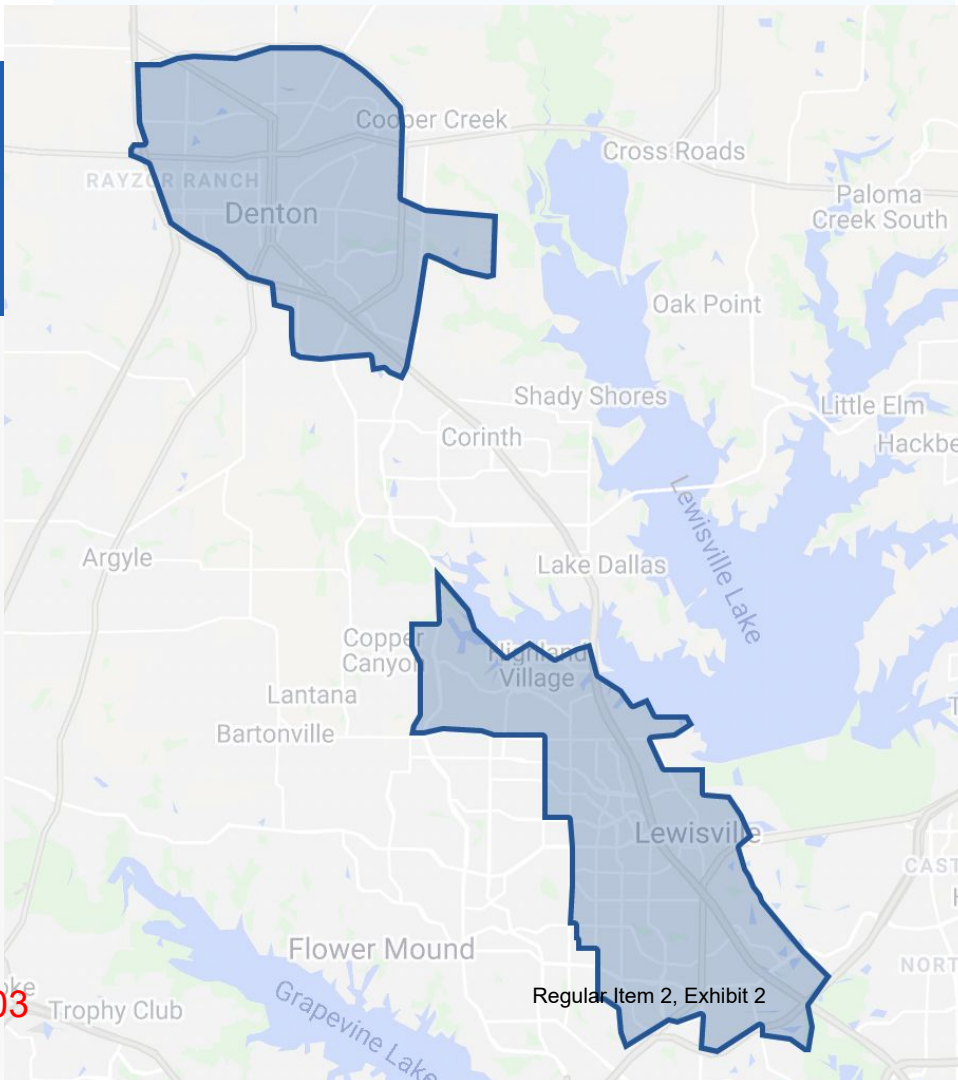 Cooper Creek
Cross Roads
RAYZOR RANCH
Paloma
Creek South
Denton
Oak Point
Shady Shores
Little Elm
Corinth
Hackbe
Lewisville Lake
Argyle
Lake Dallas
Copper
Canyon
Highland
Village
Lantana
Bartonville
Lewisville
CAST
Flower Mound
NORT
Regular Item 2, Exhibit 2
Grapevine Lake
oke
03
Trophy Club